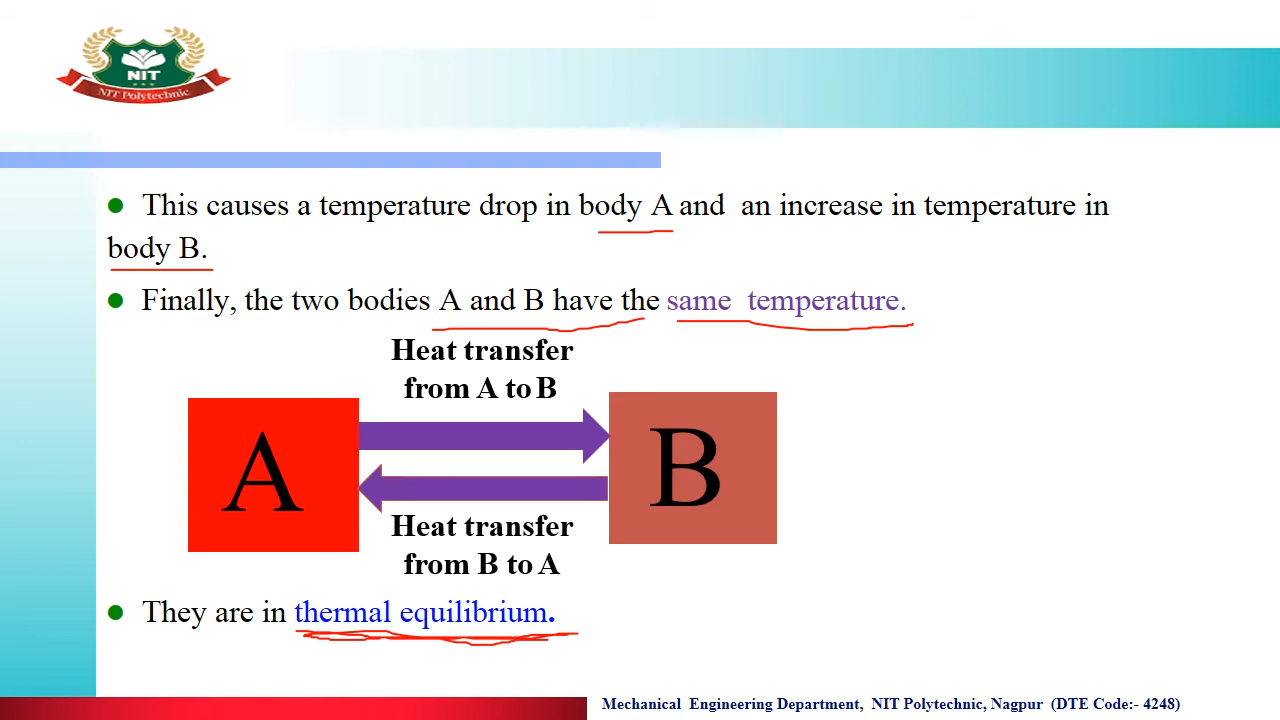 NIT
NIT Polytechnic
● This causes a temperature drop in body A and an increase in temperature in
body B.
● Finally, the two bodies A and B have the same temperature.
Heat transfer
from A to B
A
B
Heat transfer
from B to A
● They are in thermal equilibrium.
Mechanical Engineering Department, NIT Polytechnic, Nagpur (DTE Code:- 4248)